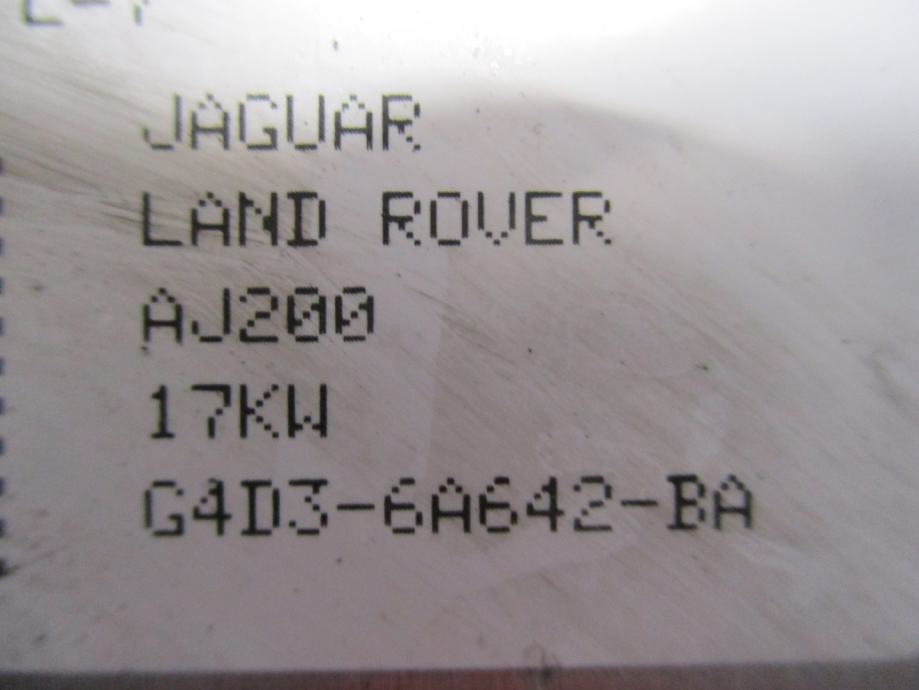 JAGUAR
LAND ROVER
AJ200
17KW
G4D3-6A642-BA